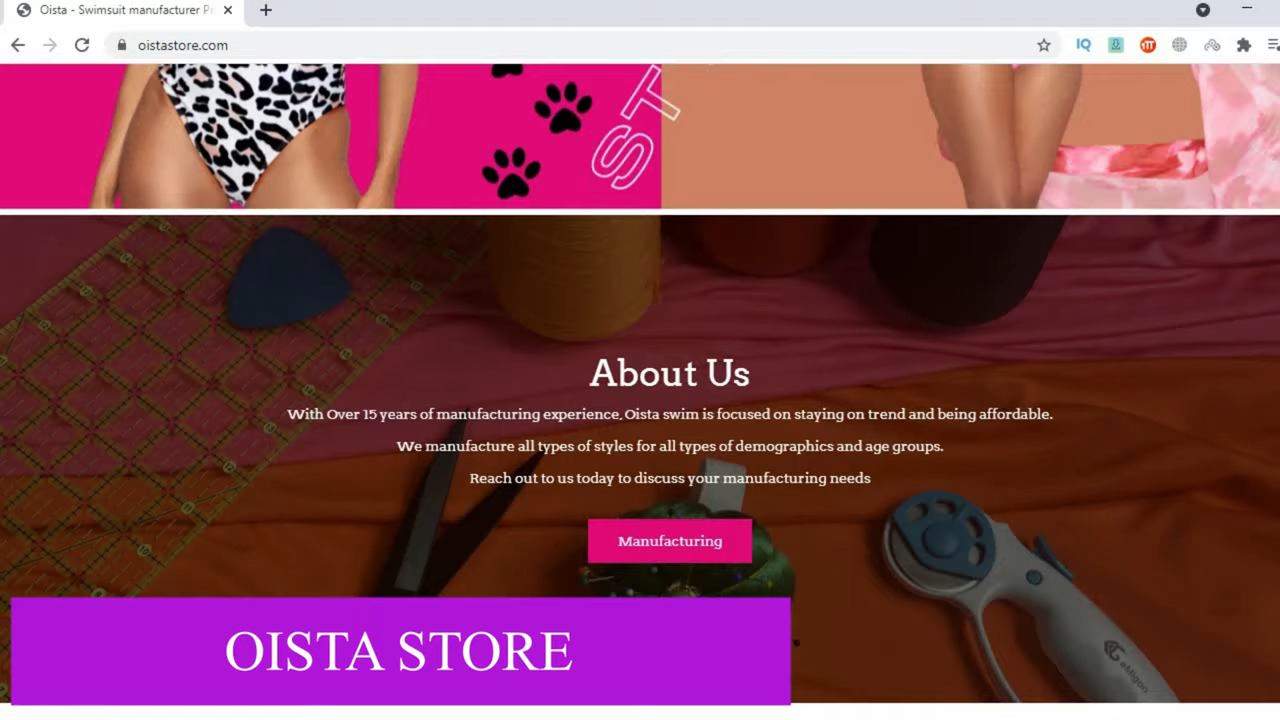 Oista - Swimsuit manufacturer P
oistastore.com
IQ
ST
About Us
With Over 15 years of manufacturing experience, Oista swim is focused on staying on trend and being affordable.
We manufacture all types of styles for all types of demographics and age groups.
Reach out to us today to discuss your manufacturing needs
Manufacturing
OISTA STORE